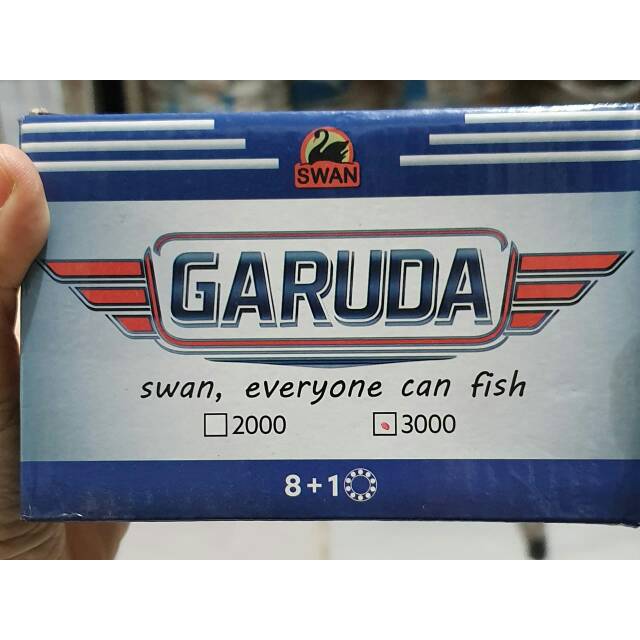 SWAN
GARUDA
swan, everyone can fish
2000 3000
8+1